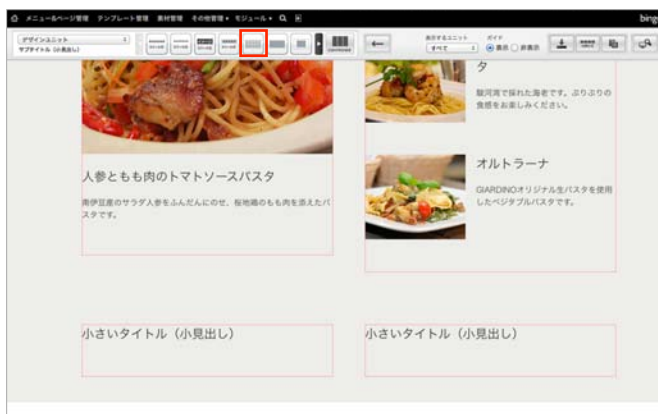 メニュー&ページ管理 テンプレート管理 素材管理 その他管理 モジュール
bing
デザインユニット
サブタイトル（小見出し）
表示するユニット
すべて
ガイド
表示 非表示
人参ともも肉のトマトソースパスタ
南伊豆産のサラダ人参をふんだんにのせ、桜地鶏のもも肉を添えたパ
スタです。
タ
駿河湾で採れた海老です。ぷりぷりの
食感をお楽しみください。
オルトラーナ
GIARDINOオリジナル生パスタを使用
したベジタブルパスタです。
小さいタイトル（小見出し）
小さいタイトル（小見出し）